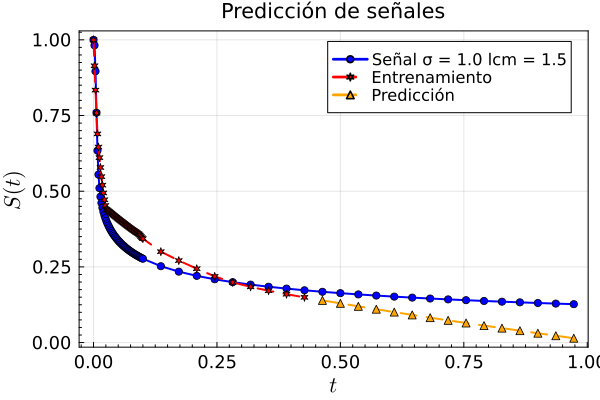 Predicción de señales
Señal σ = 1.0 lcm = 1.5
Entrenamiento
Predicción
S(t)
1.00
0.75
0.50
0.25
0.00
0.00 0.25 0.50 0.75 1.00
t